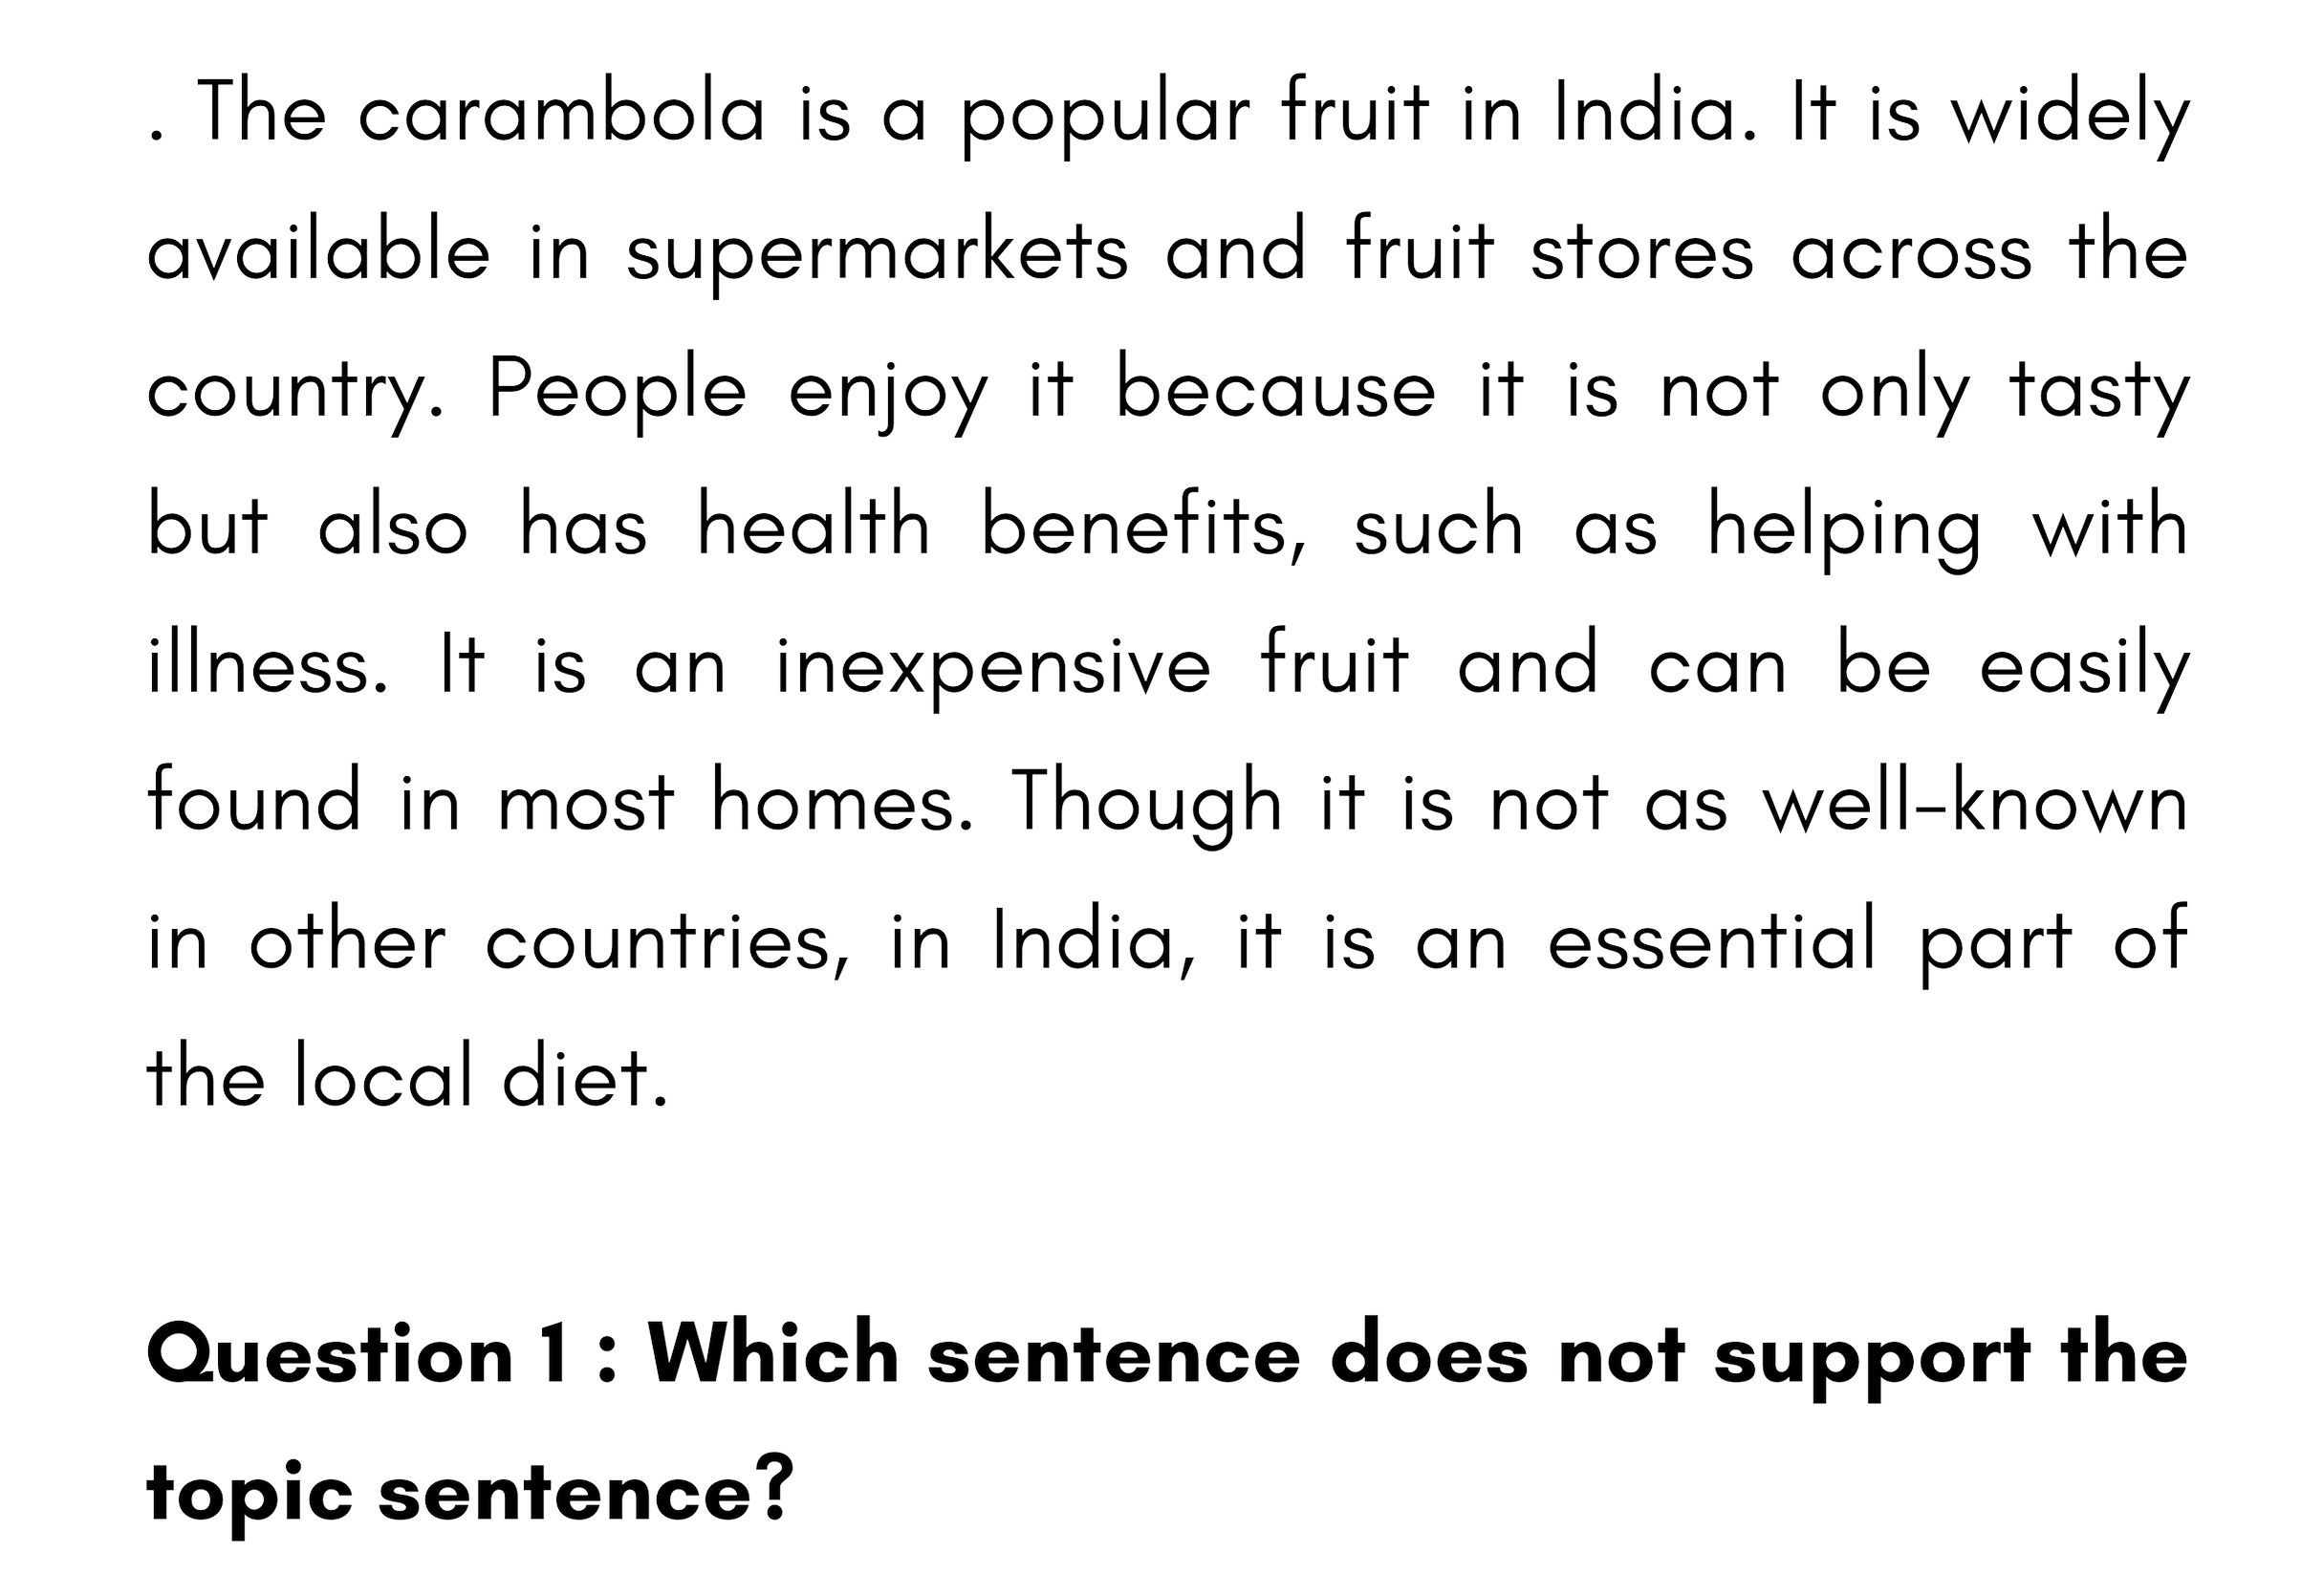 . The carambola is a popular fruit in India. It is widely
available in supermarkets and fruit stores across the
country. People enjoy it because it is not only tasty
but also has health benefits, such as helping with
illness. It is an inexpensive fruit and can be easily
found in most homes. Though it is not as well-known
in other countries, in India, it is an essential part of
the local diet.
Question 1 : Which sentence does not support the
topic sentence?